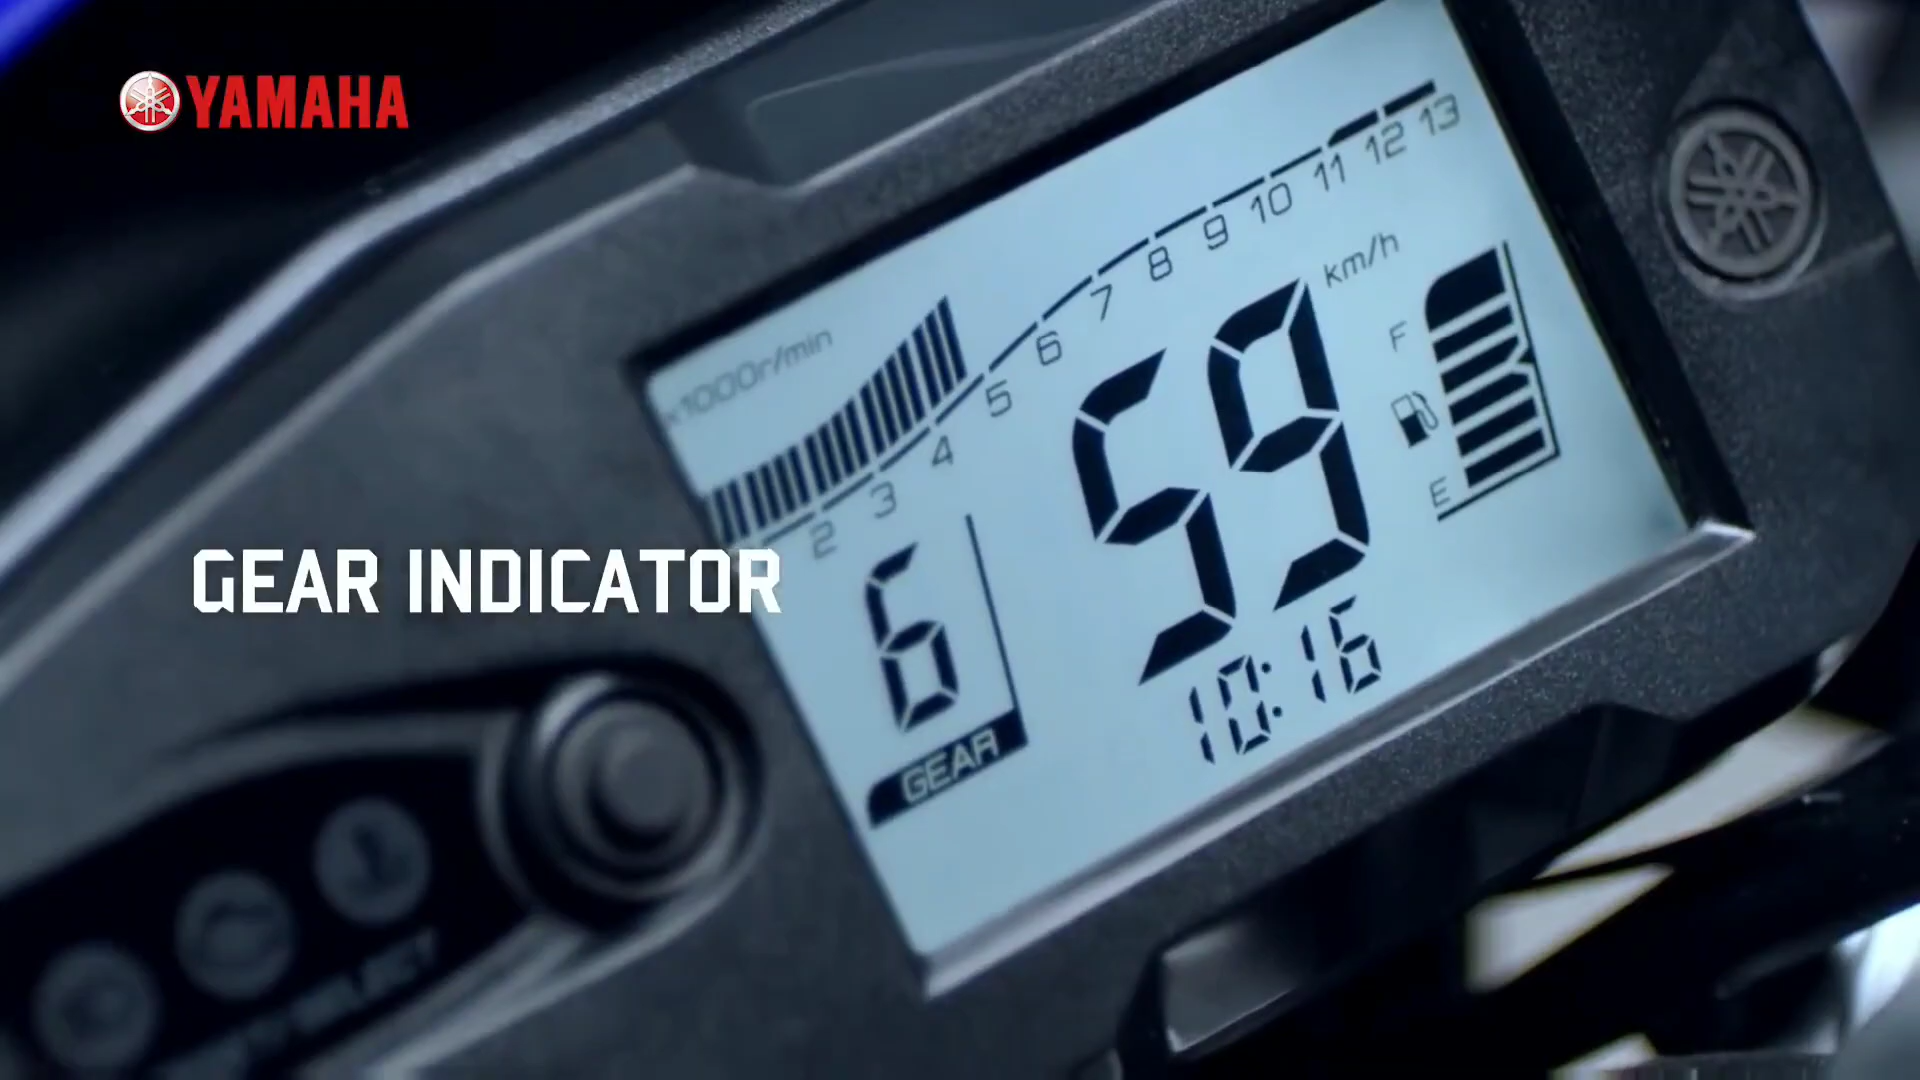 YAMAHA
x1000r/min
2 3 4 5 6 7 8 9 10 11 12 13
km/h
59
F
E
6
GEAR
10:16
GEAR INDICATOR